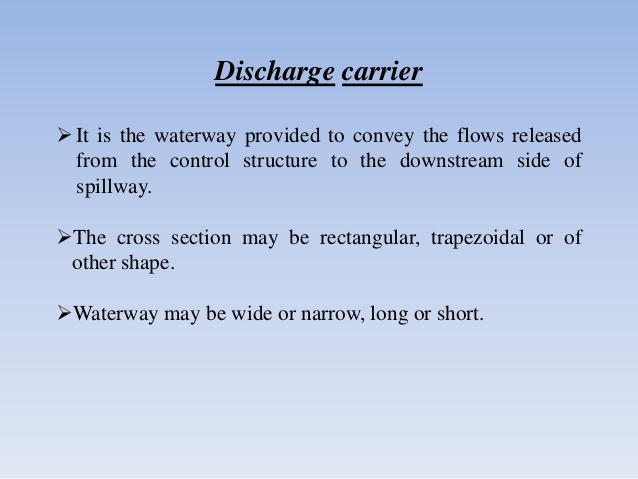 Discharge carrier
➢It is the waterway provided to convey the flows released
from the control structure to the downstream side of
spillway.
➢The cross section may be rectangular, trapezoidal or of
other shape.
➢Waterway may be wide or narrow, long or short.